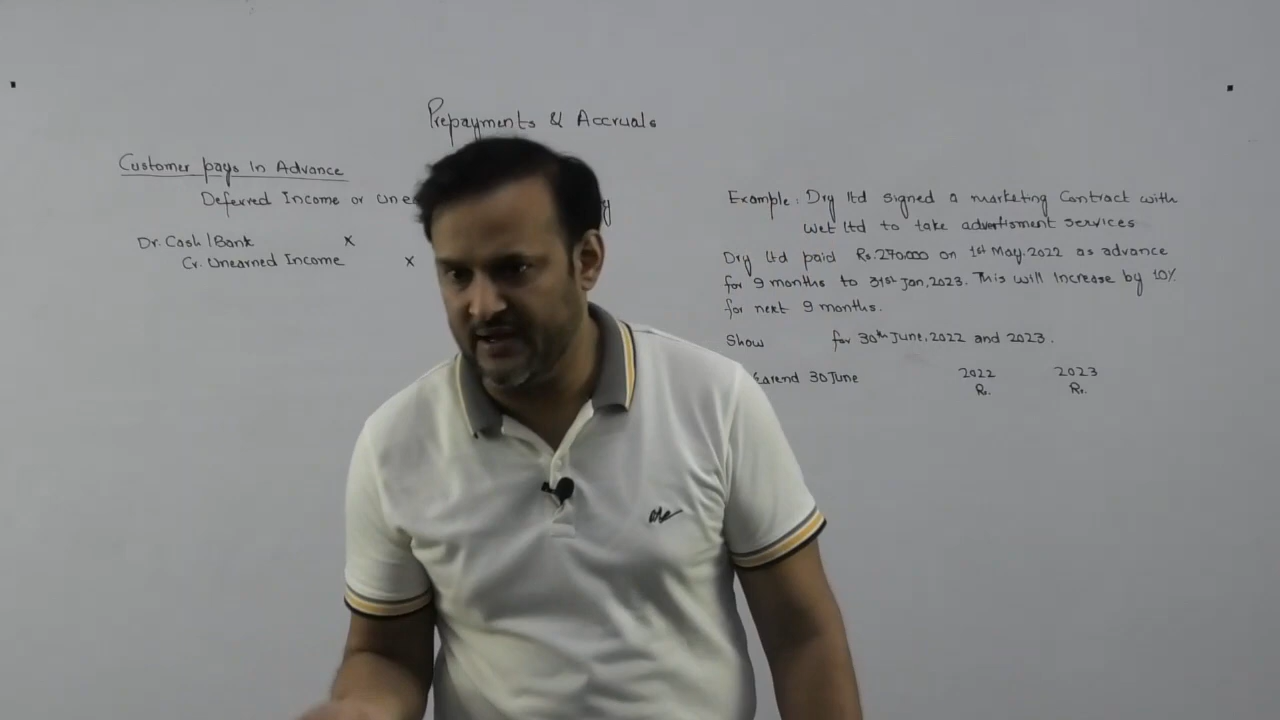 Prepayments & Accruals
Customer pays in Advance
Deferred Income or
Dr. Cash/Bank x
Cr. Unearned Income x
Example: Dry ltd signed a marketing Contract with
Wet ltd to take advertisment services
Dry ltd paid Rs.270,000 on 1st May.2022 as advance
for 9 months to 31st Jan,2023. This will increase by 10%
for next 9 months.
Show for 30th June,2022 and 2023.
30 June 2022 2023
Rs. Rs.